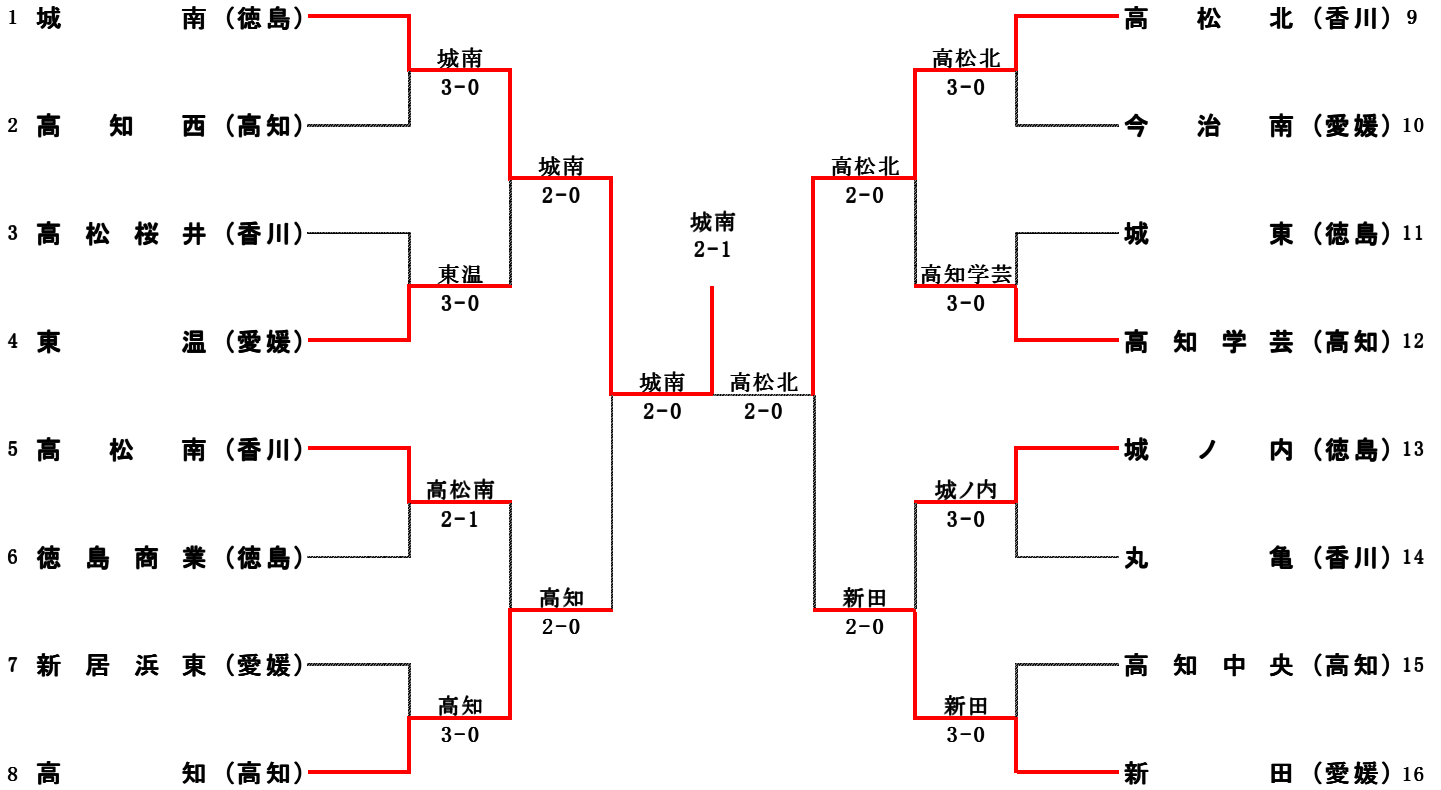 1 城南（徳島）
2 高知西（高知）
3 高松桜井（香川）
4 東温（愛媛）
5 高松南（香川）
6 徳島商業（徳島）
7 新居浜東（愛媛）
8 高知（高知）
城南
3-0
東温
3-0
高松南
2-1
高知
3-0
城南
2-0
高知
2-0
城南
2-0
城南
2-1
高松北
2-0
高松北
2-0
新田
2-0
高松北
3-0
高知学芸
3-0
城ノ内
3-0
新田
3-0
高松北（香川）9
今治南（愛媛）10
城東（徳島）11
高知学芸（高知）12
城ノ内（徳島）13
丸亀（香川）14
高知中央（高知）15
新田（愛媛）16